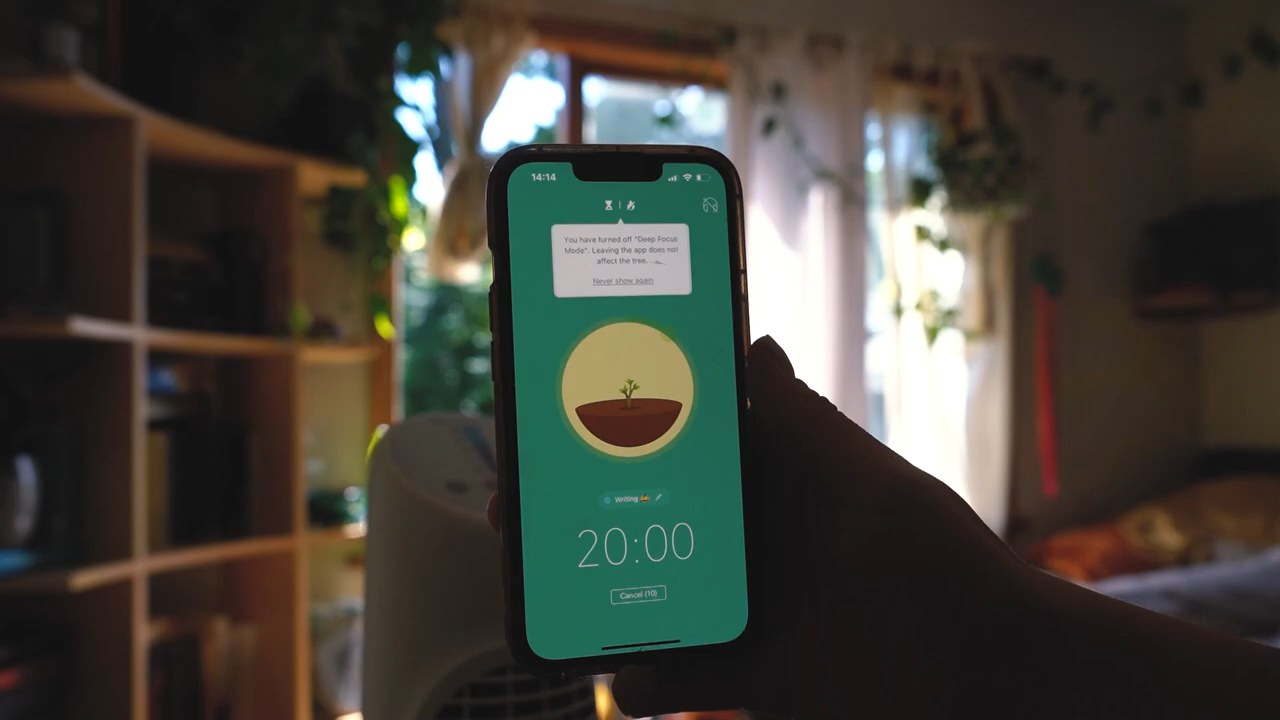 14:14
You have turned off "Deep Focus
Mode". Leaving the app does not
affect the tree.
Never show again
Writing
20:00
Cancel (10)